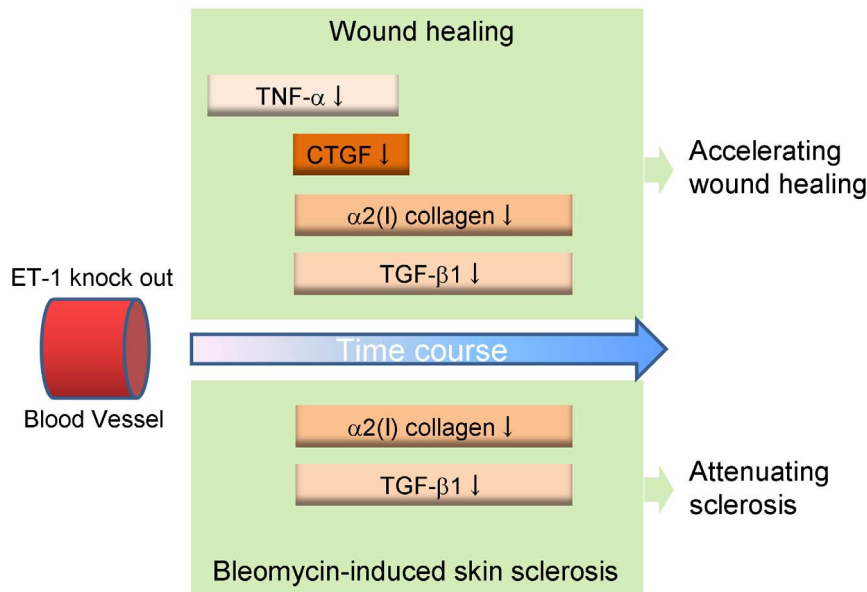 Wound healing
TNF-α ↓
CTGF ↓
α2(I) collagen ↓
TGF-β1 ↓
Accelerating
wound healing
ET-1 knock out
Blood Vessel
Time course
α2(I) collagen ↓
TGF-β1 ↓
Attenuating
sclerosis
Bleomycin-induced skin sclerosis